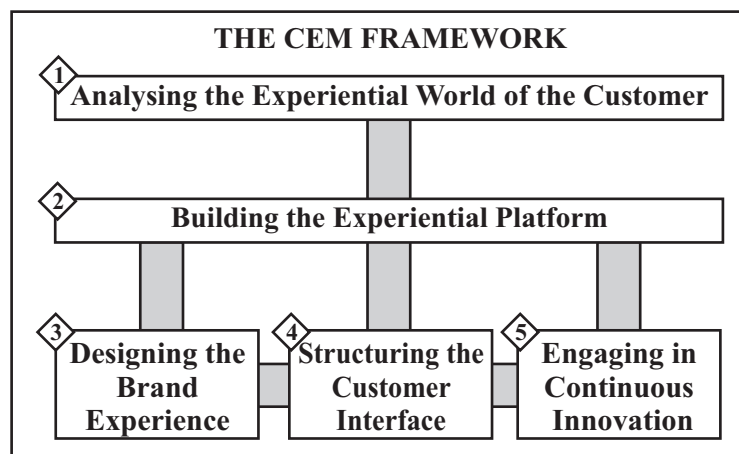 THE CEM FRAMEWORK
1
Analysing the Experiential World of the Customer
2
Building the Experiential Platform
3
Designing the
Brand
Experience
4
Structuring the
Customer
Interface
5
Engaging in
Continuous
Innovation